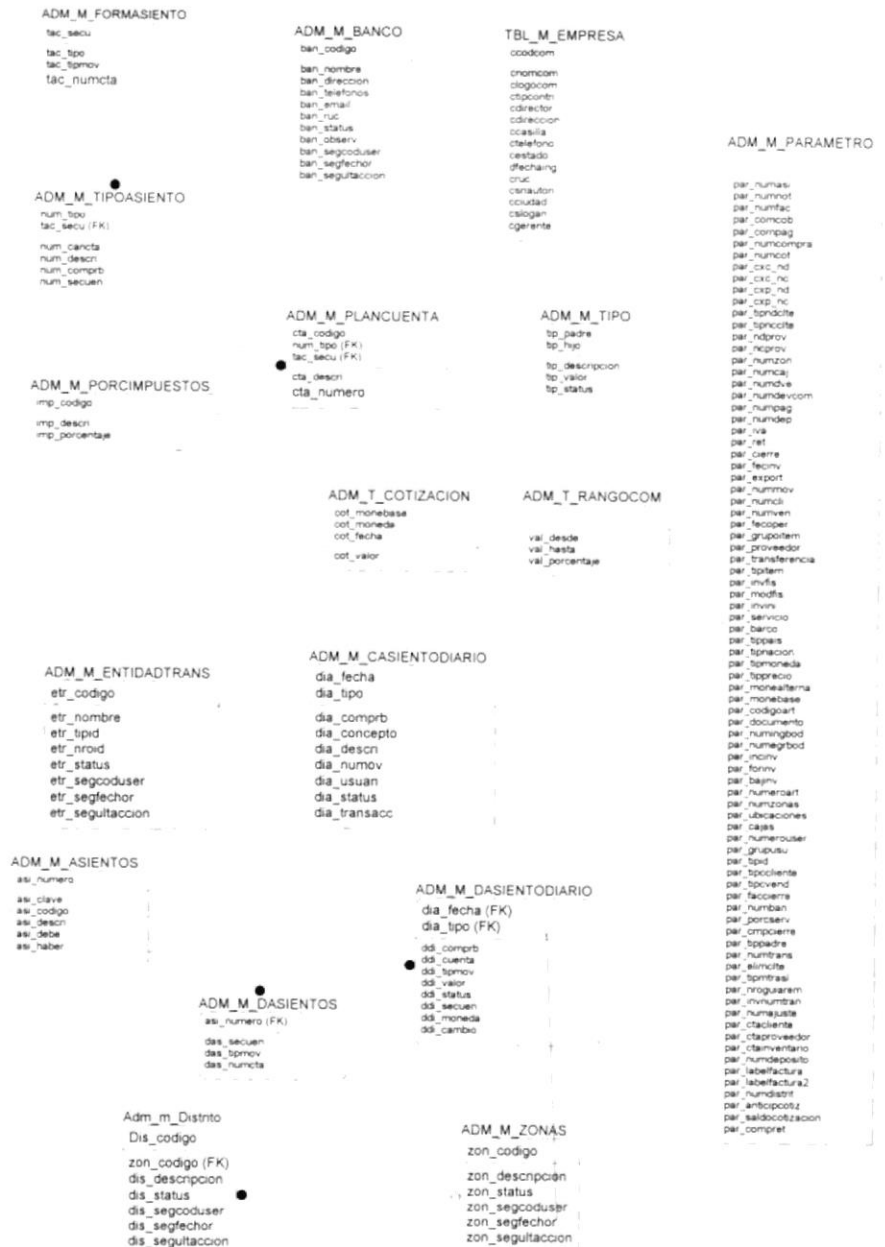 ADM_M_FORMASIENTO
tac_secu
tac_tipo
tac_tipmov
tac_numcta
ADM_M_BANCO
ban_codigo
ban_nombre
ban_direccion
ban_telefonos
ban_email
ban_ruc
ban_status
ban_observ
ban_segcoduser
ban_segfechor
ban_segultaccion
TBL_M_EMPRESA
ccodcom
cnomcom
clogocom
ctipcontri
cdirector
cdireccion
ccasilla
ctelefono
cestado
dfechaing
cruc
csnauton
cciudad
cslogan
cgerente
ADM_M_PARAMETRO
par_numasi
par_numnot
par_numfac
par_comcob
par_compag
par_numcompra
par_numcot
par_cxc_nd
par_cxc_nc
par_cxp_nd
par_cxp_nc
par_tipndclte
par_tipncclte
par_ndprov
par_ncprov
par_numzon
par_numcaj
par_numdve
par_numdevcom
par_numpag
par_numdep
par_iva
par_ret
par_cierre
par_fecinv
par_export
par_nummov
par_numcli
par_numven
par_fecoper
par_grupoitem
par_proveedor
par_transferencia
par_tipitem
par_invfis
par_modfis
par_invini
par_servicio
par_barco
par_tippais
par_tipnacion
par_tipmoneda
par_tipprecio
par_monealterna
par_monebase
par_codigoart
par_documento
par_numingbod
par_numegrbod
par_incinv
par_forinv
par_bajinv
par_numeroart
par_numzonas
par_ubicaciones
par_cajas
par_numerouser
par_grupusu
par_tipid
par_tipocliente
par_tipcvend
par_faccierre
par_numban
par_porcserv
par_cmpcierre
par_tippadre
par_numtrans
par_elimclte
par_tipmtrasi
par_nroguiarem
par_invnumtran
par_numajuste
par_ctacliente
par_ctaproveedor
par_ctainventario
par_numdeposito
par_labelfactura
par_labelfactura2
par_numdistrit
par_anticipcotiz
par_saldocotizacion
par_compret
ADM_M_TIPOASIENTO
num_tipo
tac_secu (FK)
num_cancta
num_descri
num_comprb
num_secuen
ADM_M_PLANCUENTA
cta_codigo
num_tipo (FK)
tac_secu (FK)
cta_descri
cta_numero
ADM_M_TIPO
tip_padre
tip_hijo
tip_descripcion
tip_valor
tip_status
ADM_M_PORCIMPUESTOS
imp_codigo
imp_descri
imp_porcentaje
ADM_T_COTIZACION
cot_monebase
cot_moneda
cot_fecha
cot_valor
ADM_T_RANGOCOM
val_desde
val_hasta
val_porcentaje
ADM_M_ENTIDADTRANS
etr_codigo
etr_nombre
etr_tipid
etr_nroid
etr_status
etr_segcoduser
etr_segfechor
etr_segultaccion
ADM_M_CASIENTODIARIO
dia_fecha
dia_tipo
dia_comprb
dia_concepto
dia_descri
dia_numov
dia_usuan
dia_status
dia_transacc
ADM_M_ASIENTOS
asi_numero
asi_clave
asi_codigo
asi_descri
asi_debe
asi_haber
ADM_M_DASIENTODIARIO
dia_fecha (FK)
dia_tipo (FK)
ddi_comprb
ddi_cuenta
ddi_tipmov
ddi_valor
ddi_status
ddi_secuen
ddi_moneda
ddi_cambio
ADM_M_DASIENTOS
asi_numero (FK)
das_secuen
das_tipmov
das_numcta
Adm_m_Distrito
Dis_codigo
zon_codigo (FK)
dis_descripcion
dis_status
dis_segcoduser
dis_segfechor
dis_segultaccion
ADM_M_ZONAS
zon_codigo
zon_descripcion
zon_status
zon_segcoduser
zon_segfechor
zon_segultaccion